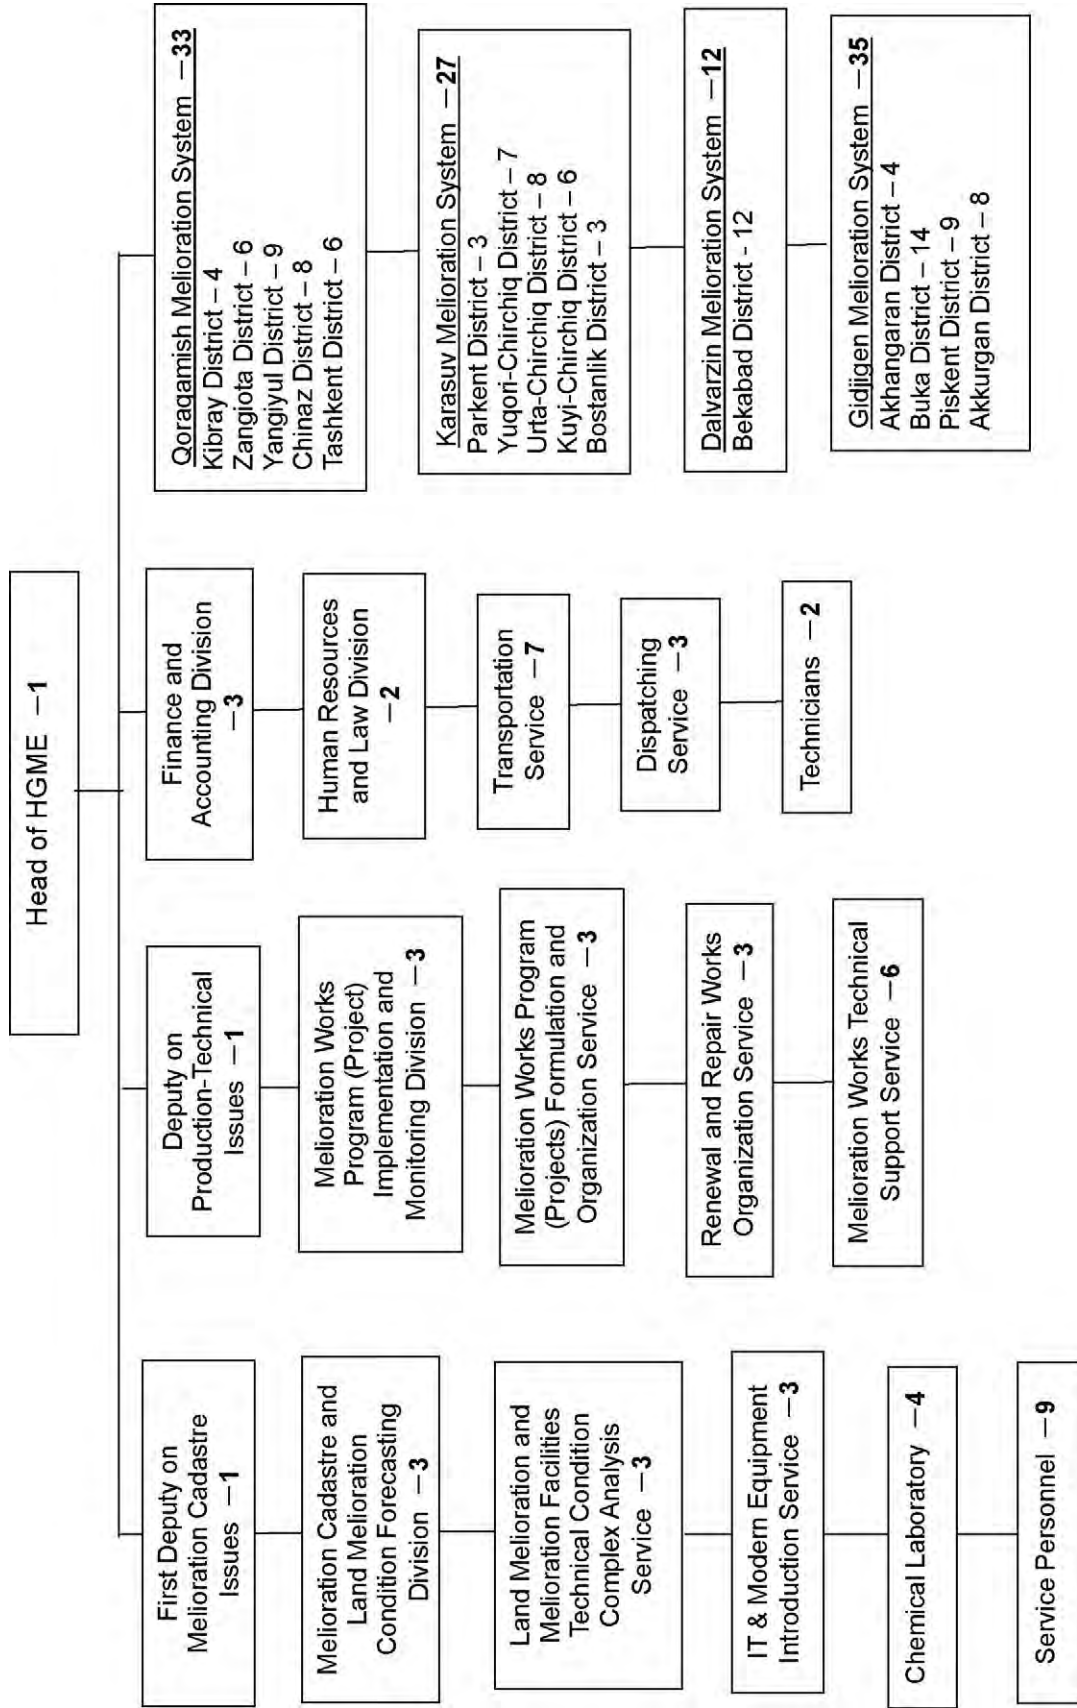 Head of HGME –1
First Deputy on
Melioration Cadastre
Issues –1
Melioration Cadastre and
Land Melioration
Condition Forecasting
Division –3
Land Melioration and
Melioration Facilities
Technical Condition
Complex Analysis
Service –3
IT & Modern Equipment
Introduction Service –3
Chemical Laboratory –4
Service Personnel –9
Deputy on
Production-Technical
Issues –1
Melioration Works
Program (Project)
Implementation and
Monitoring Division –3
Melioration Works Program
(Projects) Formulation and
Organization Service –3
Renewal and Repair Works
Organization Service –3
Melioration Works Technical
Support Service –6
Finance and
Accounting Division
–3
Human Resources
and Law Division
–2
Transportation
Service –7
Dispatching
Service –3
Technicians –2
Qoraqamish Melioration System –33
Kibray District – 4
Zangiota District – 6
Yangiyul District – 9
Chinaz District – 8
Tashkent District – 6
Karasuv Melioration System –27
Parkent District – 3
Yuqori-Chirchiq District – 7
Urta-Chirchiq District – 8
Kuyi-Chirchiq District – 6
Bostanlik District – 3
Dalvarzin Melioration System –12
Bekabad District - 12
Gidjigen Melioration System –35
Akhangaran District – 4
Buka District – 14
Piskent District – 9
Akkurgan District – 8